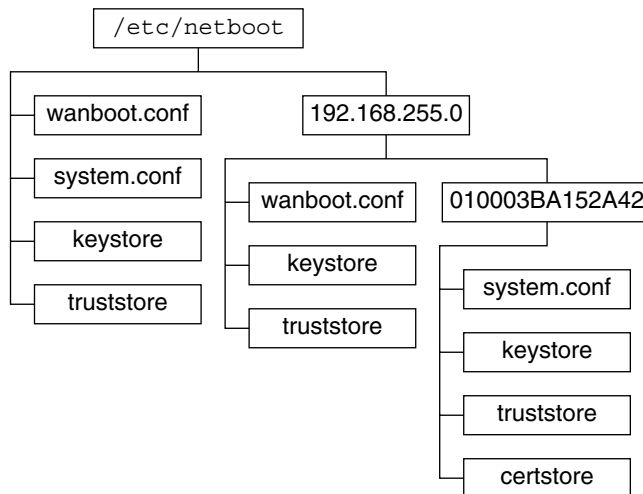 /etc/netboot
wanboot.conf
system.conf
keystore
truststore
192.168.255.0
wanboot.conf
keystore
truststore
010003BA152A42
system.conf
keystore
truststore
certstore